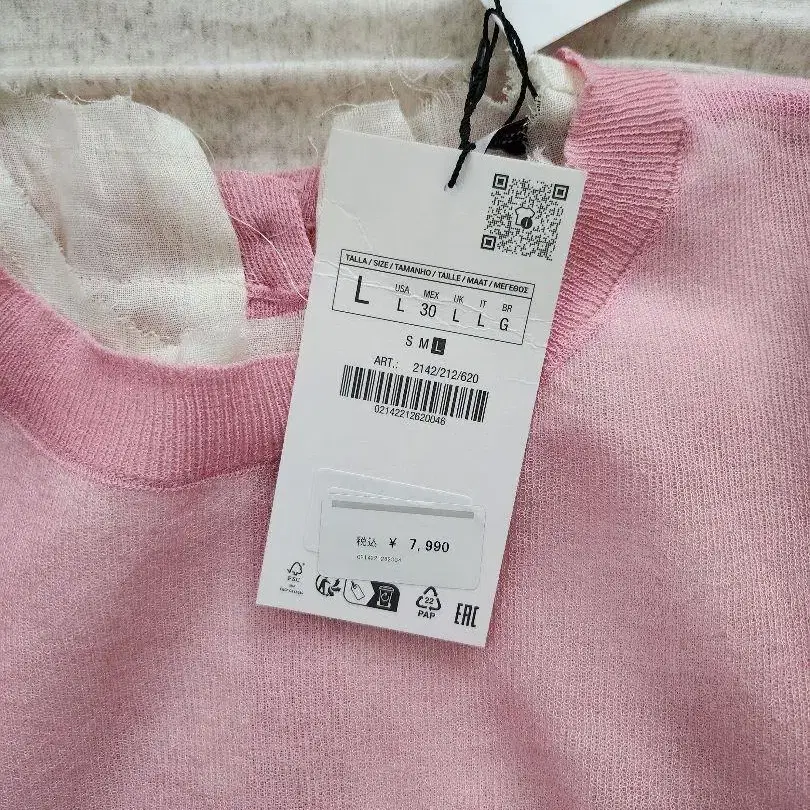 TALLA / SIZE / TAMANHO / TAILLE / MAAT / ΜΕΓΕΘΟΣ
L
USA MEX UK IT BR
L 30 L L G
S M L
ART.: 2142/212/620
02142212620046
税込 ¥ 7,990
FSC
22
PAP
EAC